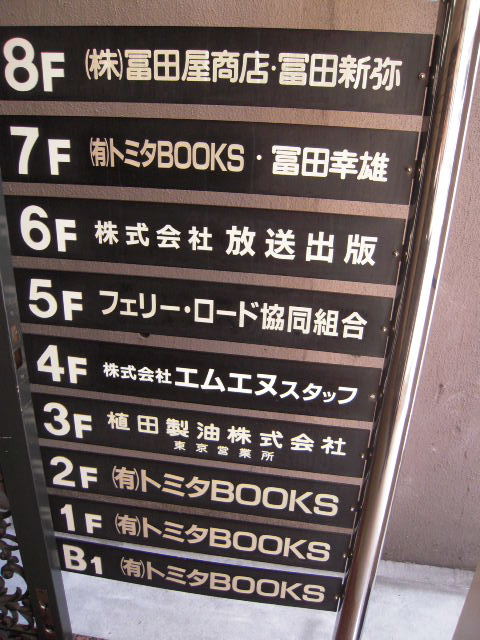 8F (株)冨田屋商店・冨田新弥
7F (有)トミタBOOKS・冨田幸雄
6F 株式会社 放送出版
5F フェリー・ロード協同組合
4F 株式会社エムエヌスタッフ
3F 植田製油株式会社
東京営業所
2F (有)トミタBOOKS
1F (有)トミタBOOKS
B1 (有)トミタBOOKS